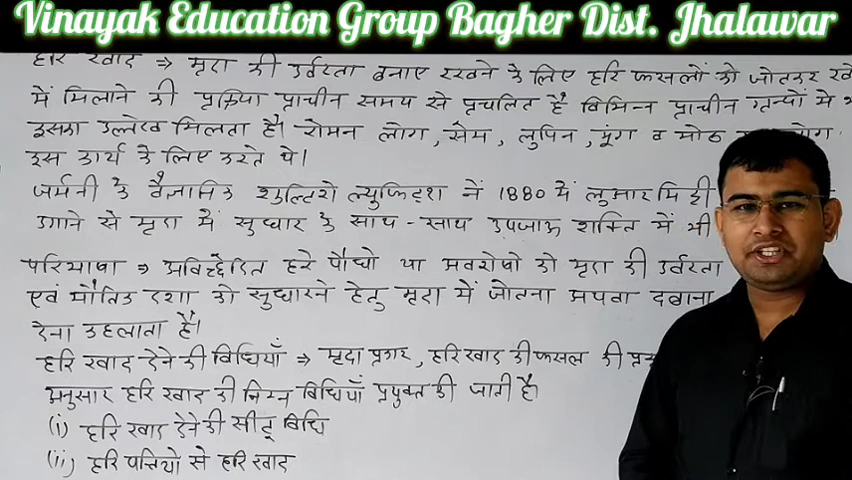 Vinayak Education Group Bagher Dist. Jhalawar
हरि खाद ⇒ मृदा की उर्वरता बनाए रखने के लिए हरि फसलों को जोतकर
में मिलाने की प्रक्रिया प्राचीन समय से प्रचलित है विभिन्न प्राचीन ग्रन्थों में
इसका उल्लेख मिलता है। रोमन लोग, सेम, लुपिन, मूंग व मोठ
इस कार्य के लिए करते थे।
जर्मनी के वैज्ञानिक शुल्टिरो ल्युफिट्श नें 1880 में लुमार मिट्टी
उगाने से मृदा में सुधार के साथ - साथ उपजाऊ शक्ति में भी
परिभाषा ⇒ अविच्छेदित हरे पौधो या अवशेषो को मृदा की उर्वरता
एवं भौतिक दशा को सुधारने हेतु मृदा में जोतना अथवा दबाना
देना कहलाता है।
हरि खाद देने की विधियाँ ⇒ मृदा प्रकार, हरि खाद की फसल की
अनुसार हरि खाद की निम्न विधियाँ प्रयुक्त की जाती है।
(i) हरि खाद देने की सीटू विधि
(ii) हरि पत्तियो से हरि खाद